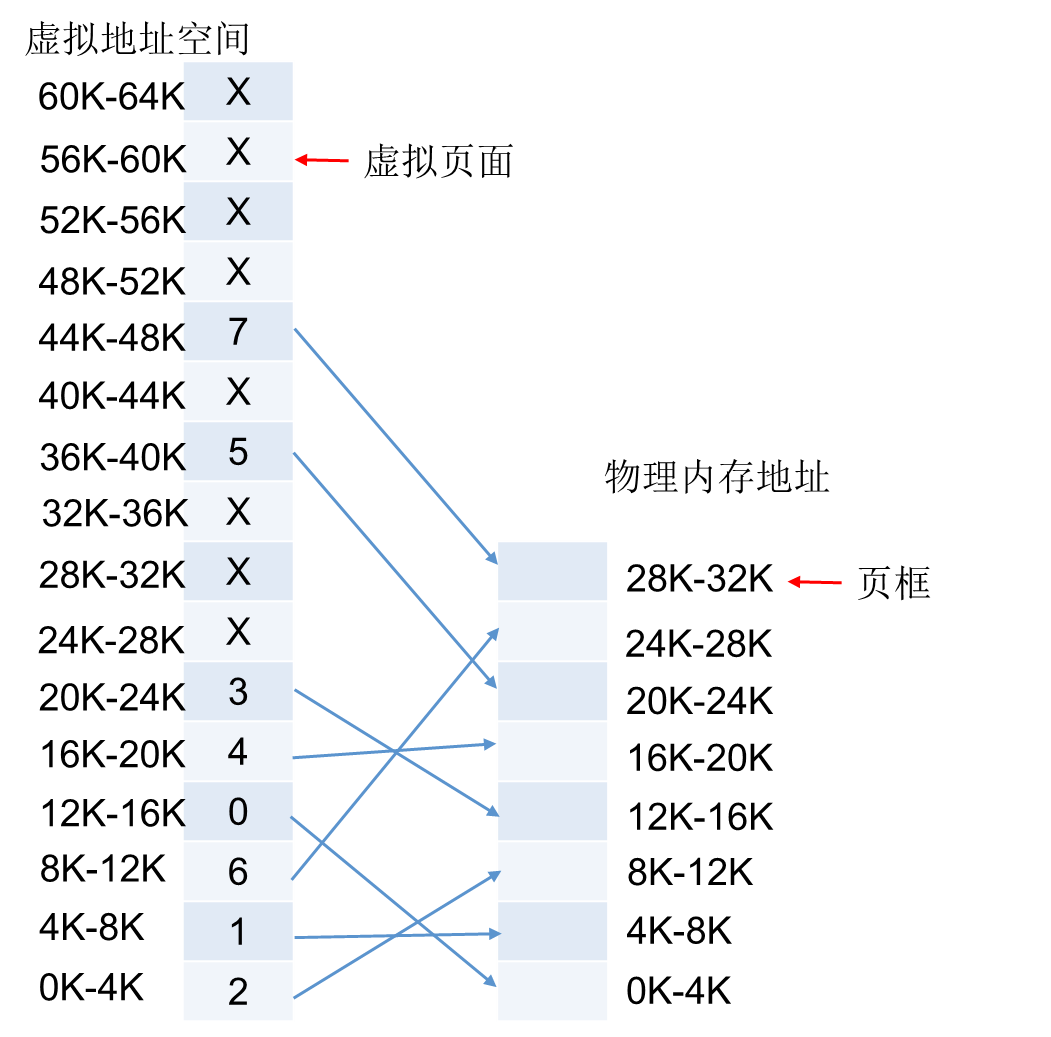 虚拟地址空间
60K-64K X
56K-60K X 虚拟页面
52K-56K X
48K-52K X
44K-48K 7
40K-44K X
36K-40K 5
物理内存地址
32K-36K X
28K-32K X 28K-32K 页框
24K-28K X 24K-28K
20K-24K 3 20K-24K
16K-20K 4 16K-20K
12K-16K 0 12K-16K
8K-12K 6 8K-12K
4K-8K 1 4K-8K
0K-4K 2 0K-4K